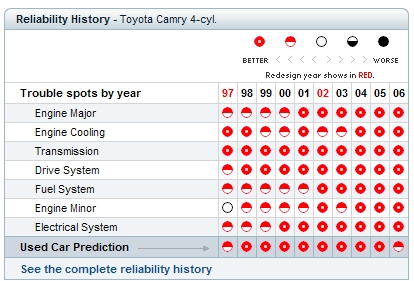 Reliability History - Toyota Camry 4-cyl.
BETTER < < < < < > > > > > WORSE
Redesign year shows in RED.
Trouble spots by year 97 98 99 00 01 02 03 04 05 06
Engine Major
Engine Cooling
Transmission
Drive System
Fuel System
Engine Minor
Electrical System
Used Car Prediction
See the complete reliability history